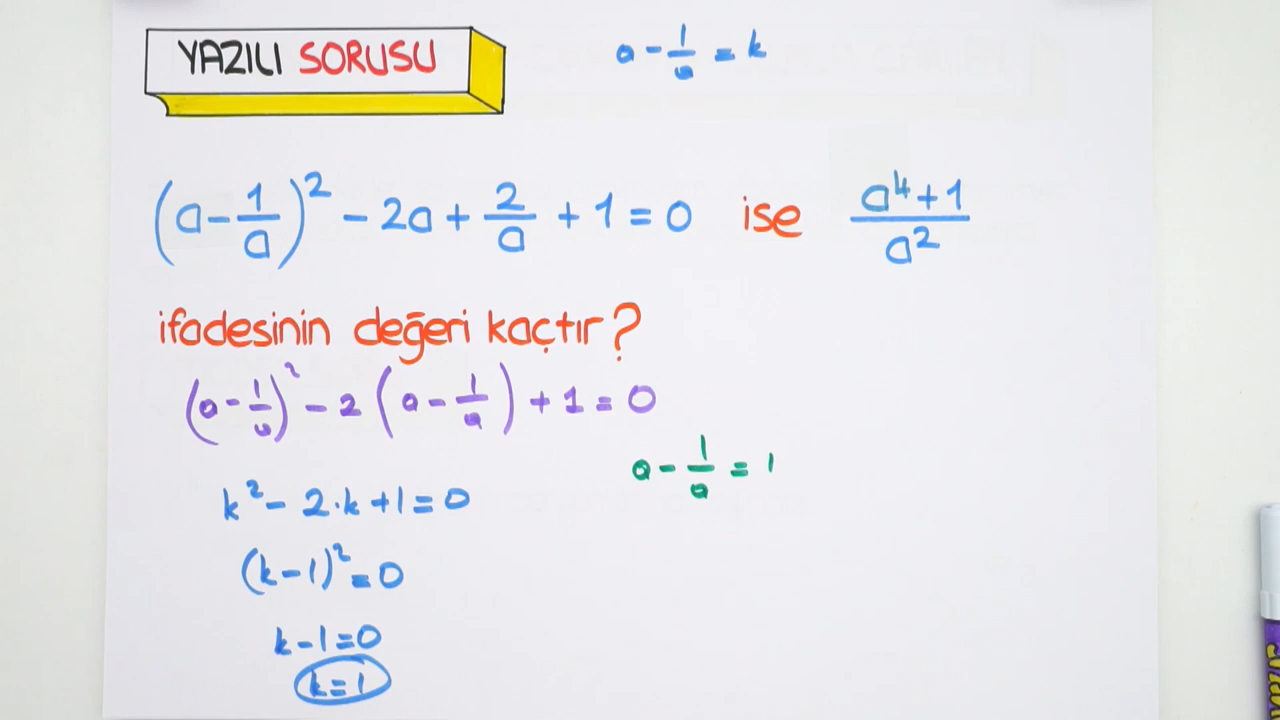 YAZILI SORUSU
a - 1/a = k
(a - 1/a)² - 2a + 2/a + 1 = 0 ise (a⁴+1)/a²
ifadesinin değeri kaçtır?
(a - 1/a)² - 2(a - 1/a) + 1 = 0
a - 1/a = 1
k² - 2·k + 1 = 0
(k-1)² = 0
k-1=0
k=1